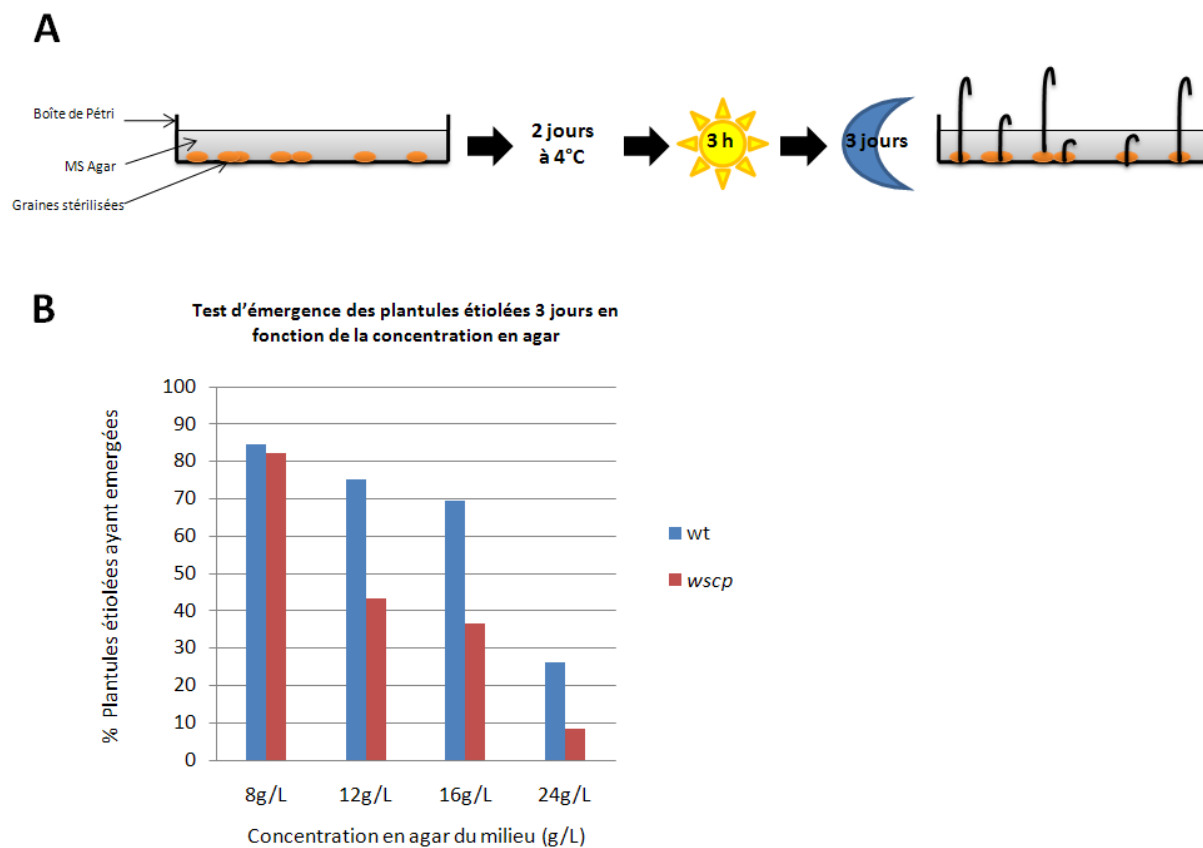 A
Boîte de Pétri
MS Agar
Graines stérilisées
2 jours
à 4°C
3 h
3 jours
B
Test d'émergence des plantules étiolées 3 jours en
fonction de la concentration en agar
% Plantules étiolées ayant emergées
100
90
80
70
60
50
40
30
20
10
0
8g/L 12g/L 16g/L 24g/L
Concentration en agar du milieu (g/L)
wt
wscp